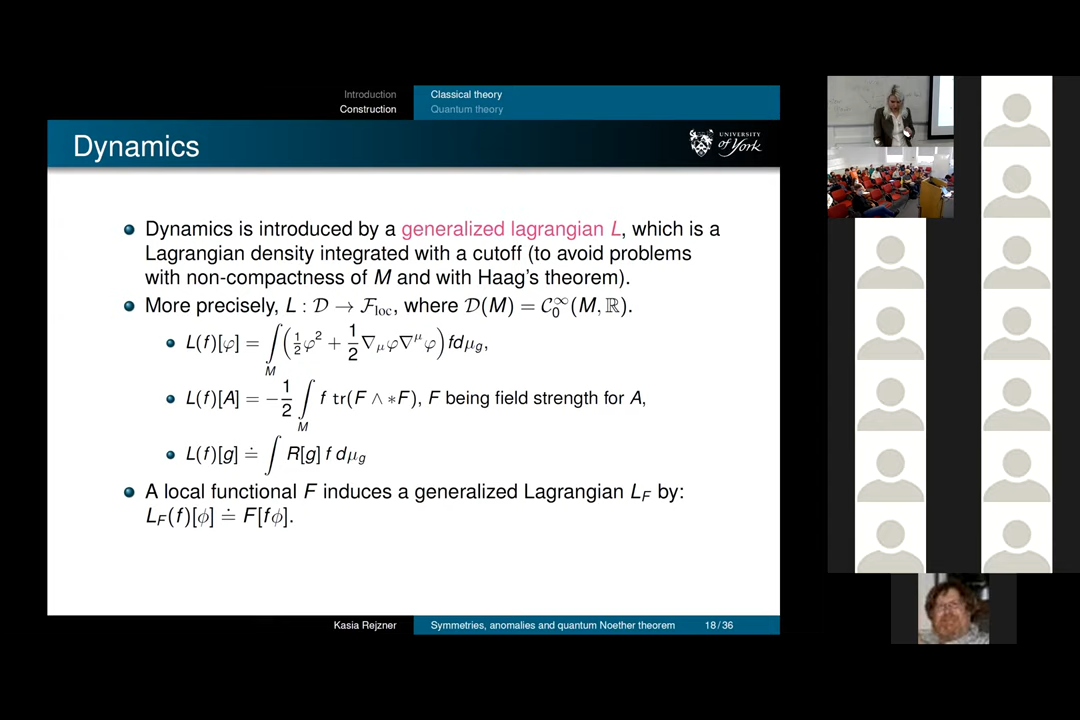 Introduction
Construction
Classical theory
Quantum theory
Dynamics
UNIVERSITY
of York
Dynamics is introduced by a generalized lagrangian L, which is a
Lagrangian density integrated with a cutoff (to avoid problems
with non-compactness of M and with Haag's theorem).
More precisely, L : 𝒟 → ℱ_loc, where 𝒟(M) = 𝒞₀^∞(M, ℝ).
L(f)[φ] = ∫_M (½φ² + ½∇_μφ∇^μφ) f dμ_g,
L(f)[A] = −½ ∫_M f tr(F ∧ ∗F), F being field strength for A,
L(f)[g] ≐ ∫ R[g] f dμ_g
A local functional F induces a generalized Lagrangian L_F by:
L_F(f)[ϕ] ≐ F[fϕ].
Kasia Rejzner
Symmetries, anomalies and quantum Noether theorem
18/36